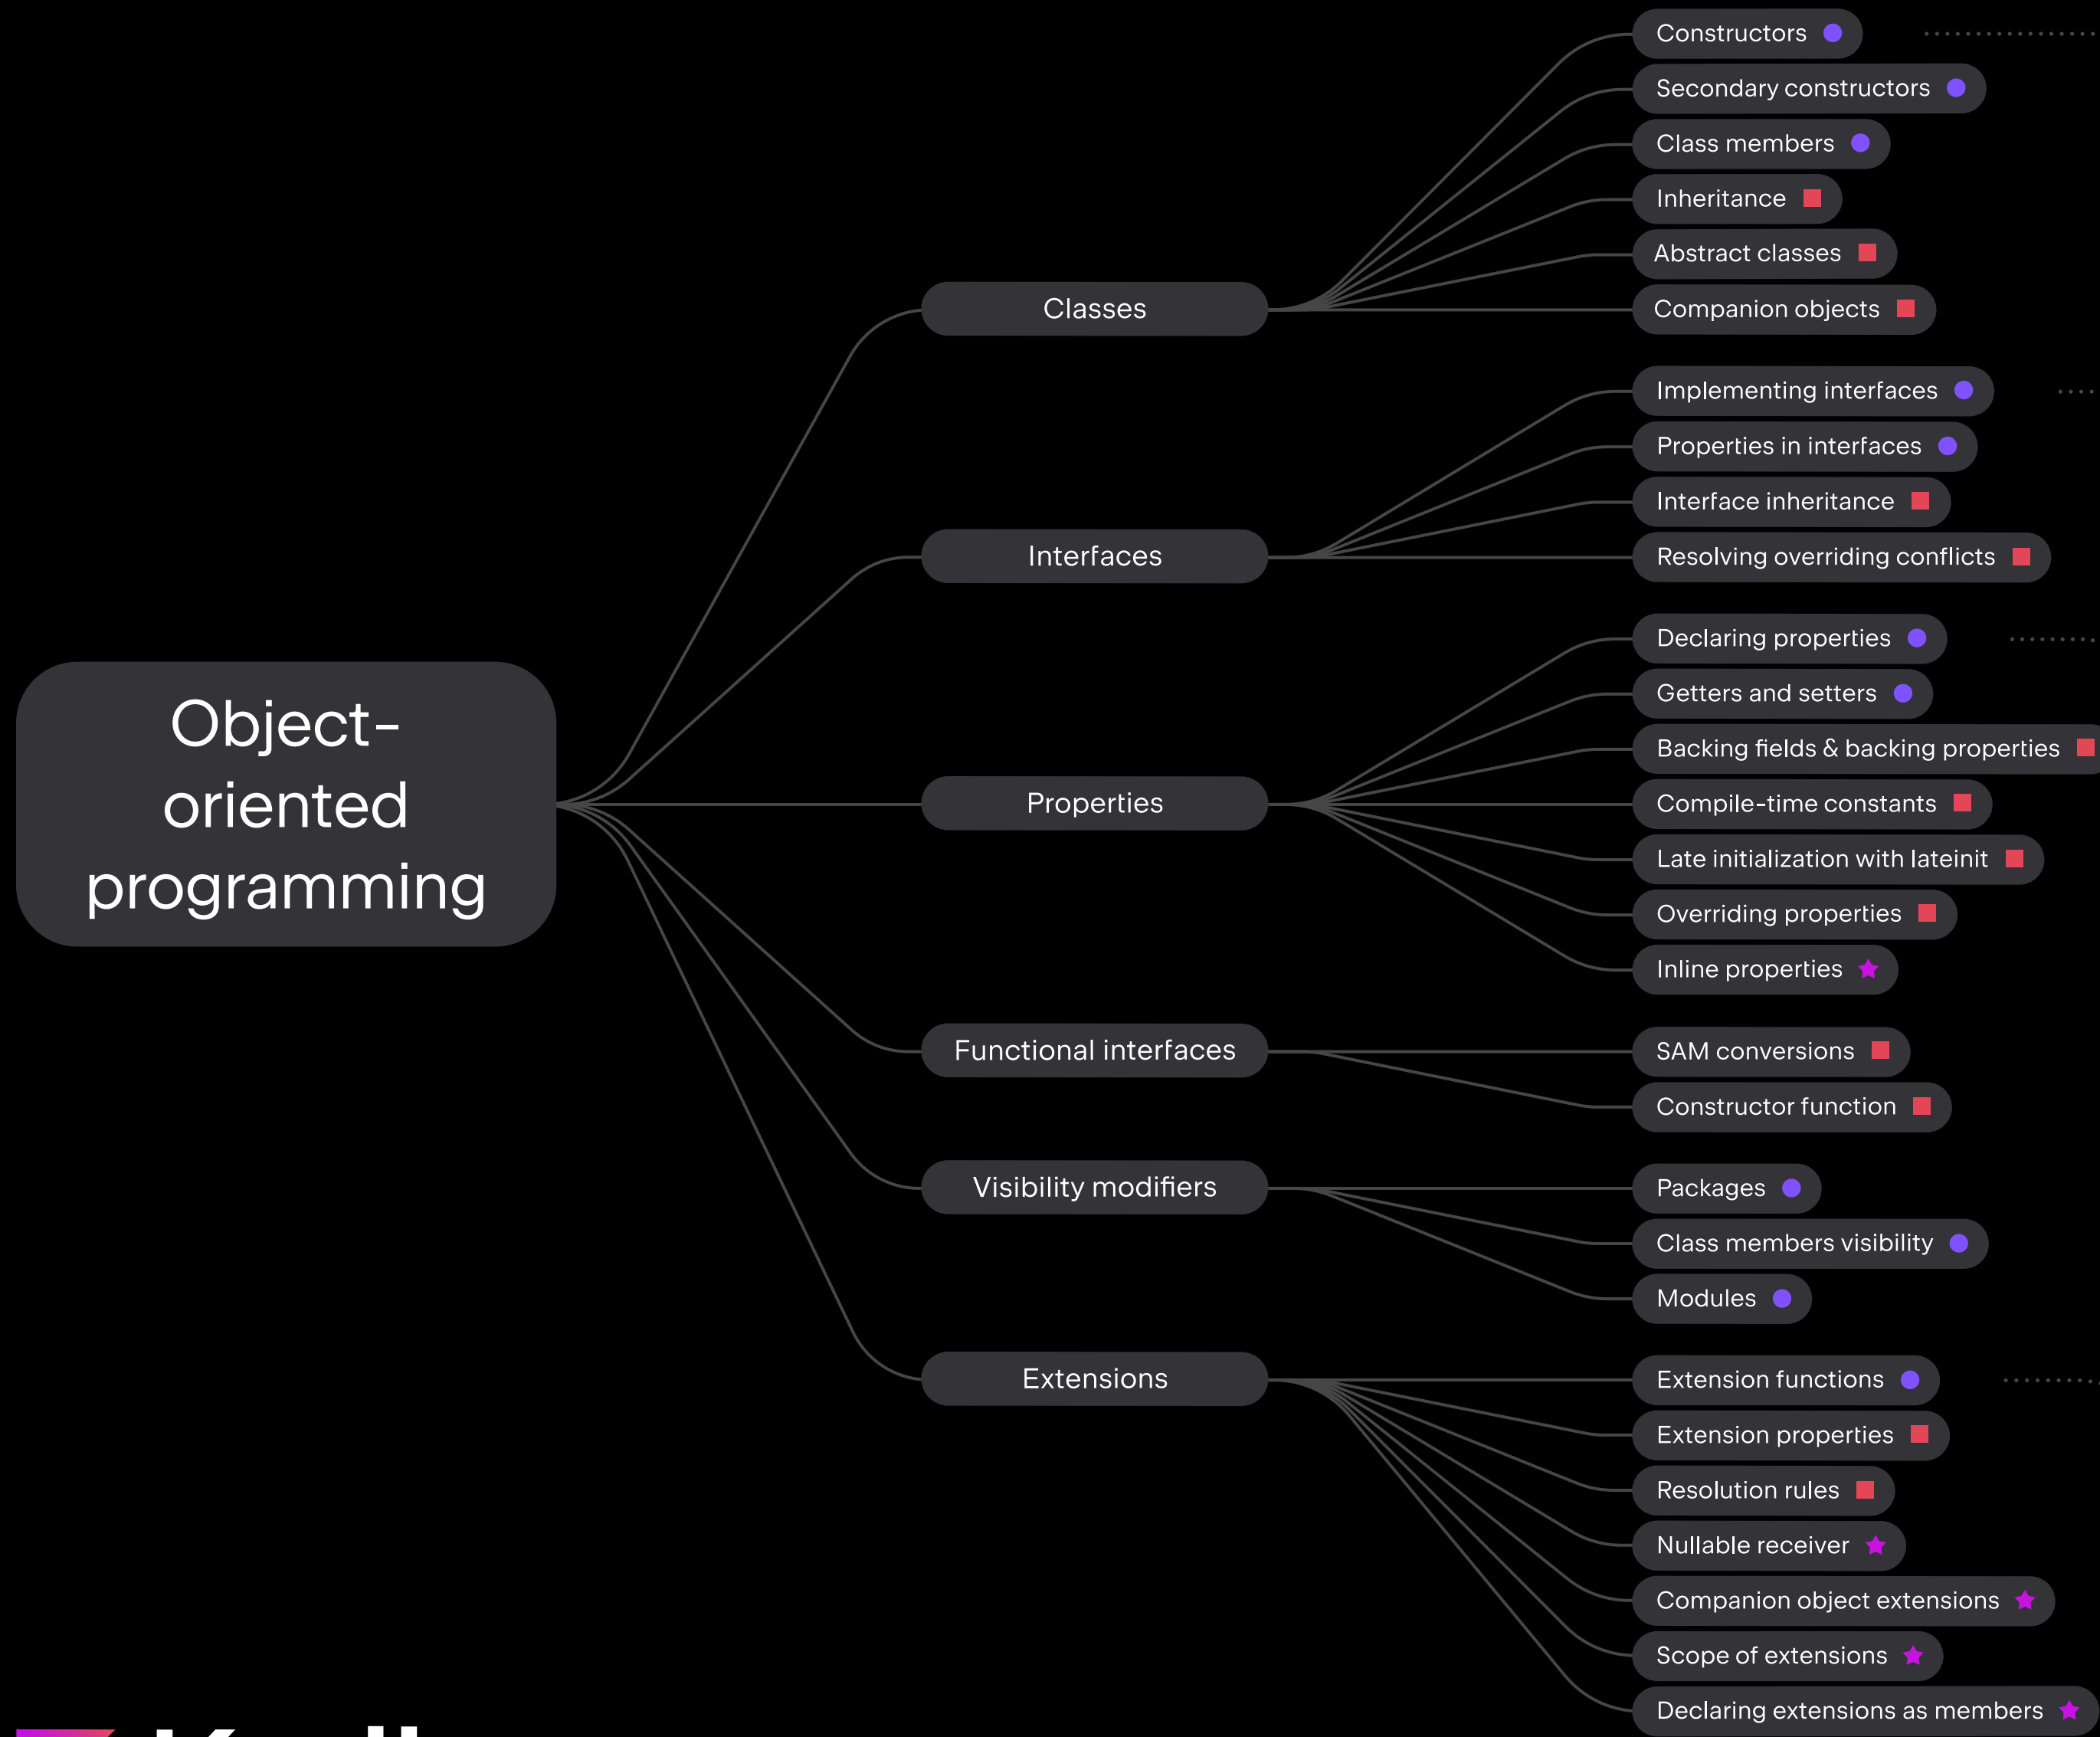 Object-
oriented
programming
Classes
Constructors
Secondary constructors
Class members
Inheritance
Abstract classes
Companion objects
Interfaces
Implementing interfaces
Properties in interfaces
Interface inheritance
Resolving overriding conflicts
Properties
Declaring properties
Getters and setters
Backing fields & backing properties
Compile-time constants
Late initialization with lateinit
Overriding properties
Inline properties
Functional interfaces
SAM conversions
Constructor function
Visibility modifiers
Packages
Class members visibility
Modules
Extensions
Extension functions
Extension properties
Resolution rules
Nullable receiver
Companion object extensions
Scope of extensions
Declaring extensions as members